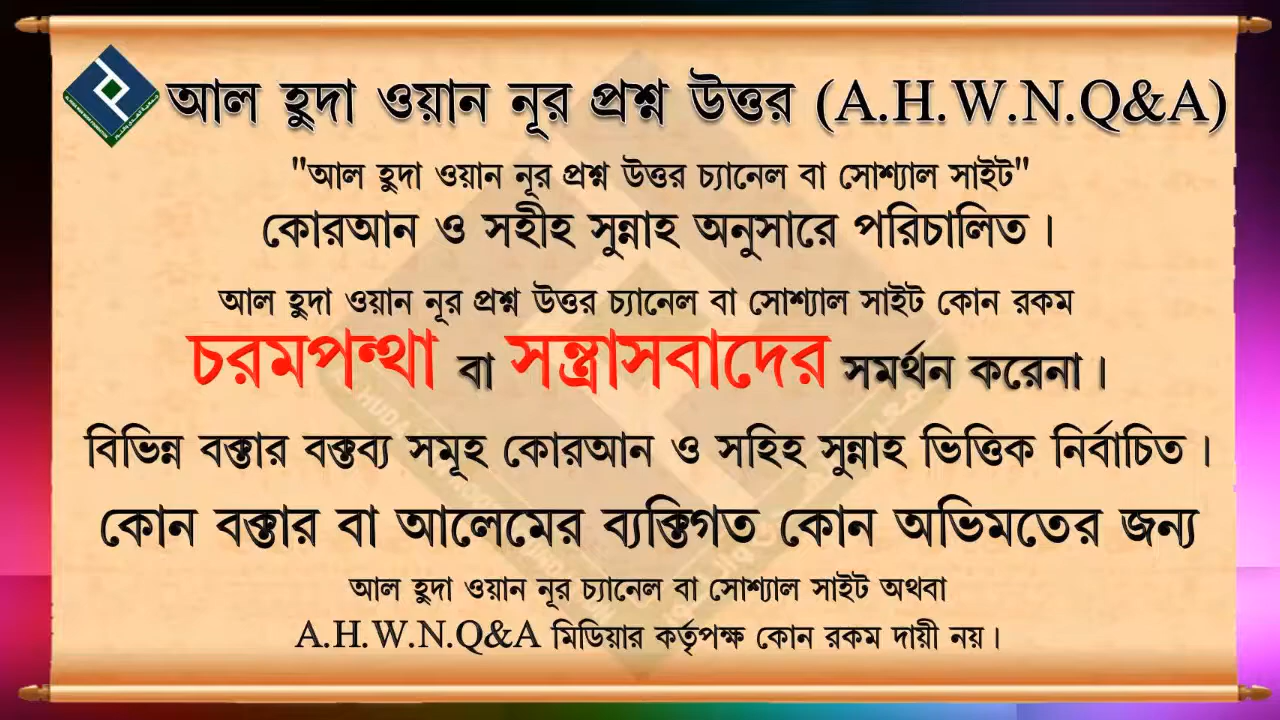 আল হুদা ওয়ান নূর প্রশ্ন উত্তর (A.H.W.N.Q&A)
"আল হুদা ওয়ান নূর প্রশ্ন উত্তর চ্যানেল বা সোশ্যাল সাইট"
কোরআন ও সহীহ সুন্নাহ অনুসারে পরিচালিত।
আল হুদা ওয়ান নূর প্রশ্ন উত্তর চ্যানেল বা সোশ্যাল সাইট কোন রকম
চরমপন্থা বা সন্ত্রাসবাদের সমর্থন করেনা।
বিভিন্ন বক্তার বক্তব্য সমূহ কোরআন ও সহিহ সুন্নাহ ভিত্তিক নির্বাচিত।
কোন বক্তার বা আলেমের ব্যক্তিগত কোন অভিমতের জন্য
আল হুদা ওয়ান নূর চ্যানেল বা সোশ্যাল সাইট অথবা
A.H.W.N.Q&A মিডিয়ার কর্তৃপক্ষ কোন রকম দায়ী নয়।